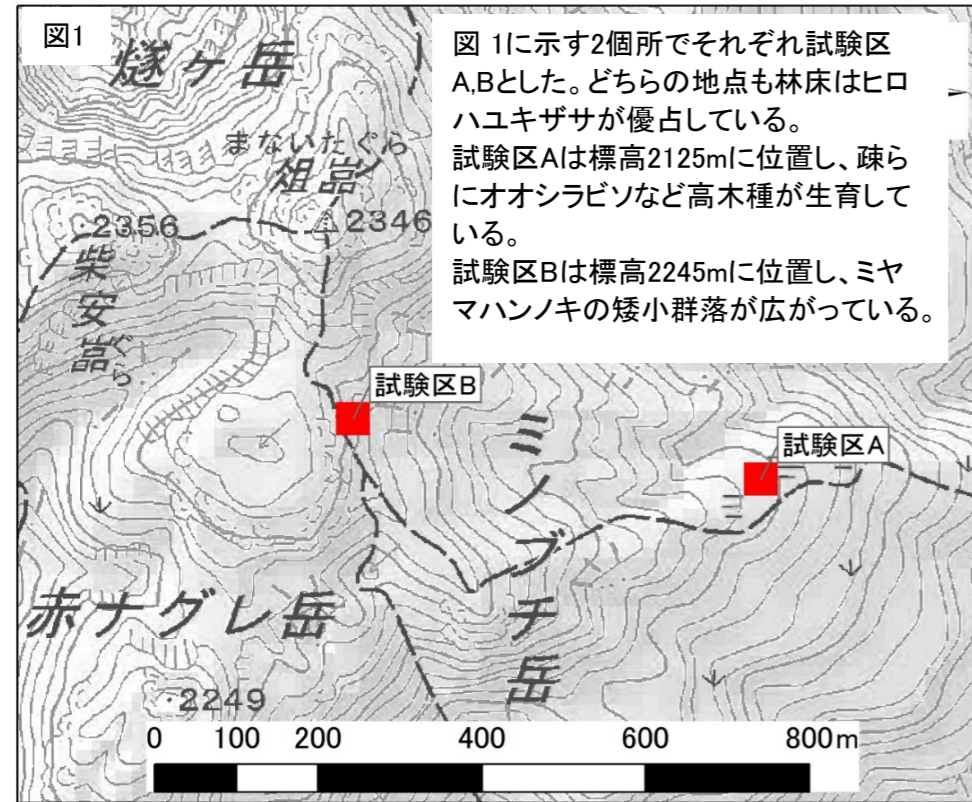 図1
図 1に示す2個所でそれぞれ試験区
A,Bとした。どちらの地点も林床はヒロ
ハユキザサが優占している。
試験区Aは標高2125mに位置し、疎ら
にオオシラビソなど高木種が生育して
いる。
試験区Bは標高2245mに位置し、ミヤ
マハンノキの矮小群落が広がっている。
燧ヶ岳
まないたぐら
俎嵓
2356
2346
柴安嵓
ぐら
試験区B
試験区A
ミノブチ岳
赤ナグレ岳
2249
0 100 200 400 600 800m